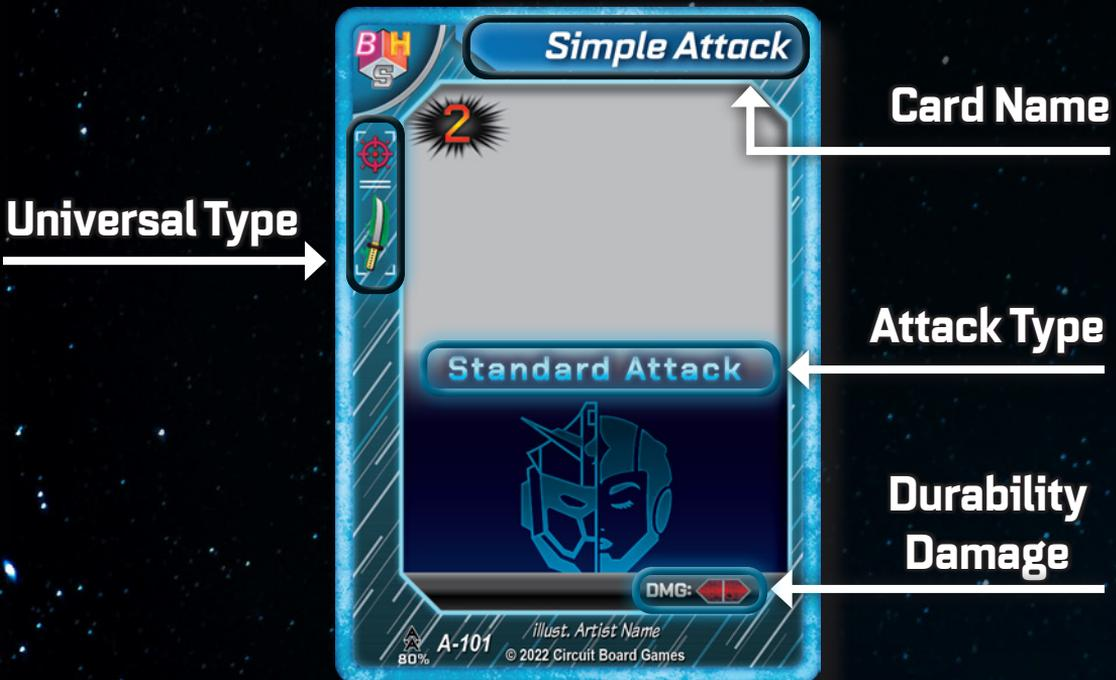 BHS
Simple Attack
Card Name
2
Universal Type
Attack Type
Standard Attack
Durability
Damage
DMG:
illust. Artist Name
80% A-101 © 2022 Circuit Board Games